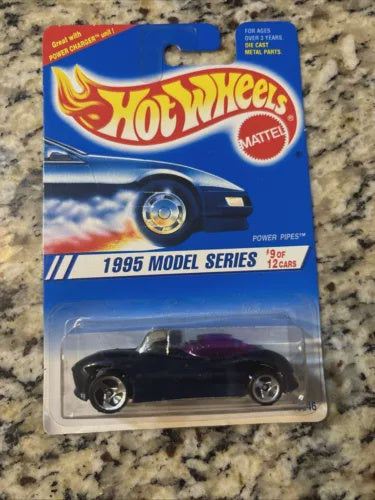 Great with
POWER CHARGER™ unit!
FOR AGES
OVER 3 YEARS.
DIE CAST
METAL PARTS.
Hot Wheels
MATTEL
POWER PIPES™
1995 MODEL SERIES
#9 OF
12 CARS